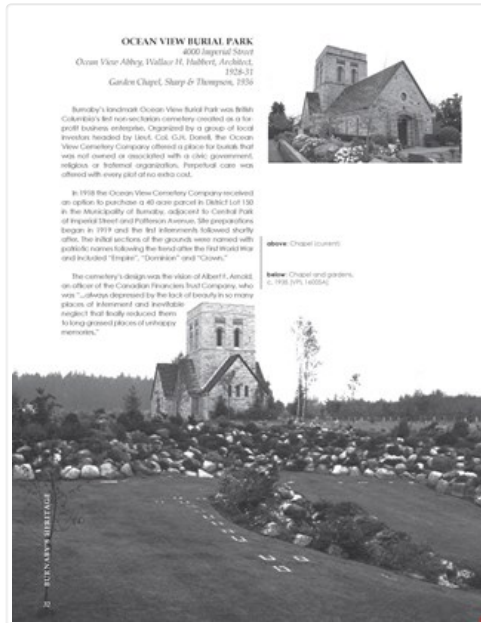 OCEAN VIEW BURIAL PARK
4000 Imperial Street
Ocean View Abbey, Wallace H. Hubbert, Architect,
1928-31
Garden Chapel, Sharp & Thompson, 1936
Burnaby's landmark Ocean View Burial Park was British
Columbia's first non-sectarian cemetery created as a for-
profit business enterprise. Organized by a group of local
investors headed by Lieut. Col. G.H. Dorrell, the Ocean
View Cemetery Company offered a place for burials that
was not owned or associated with a civic government,
religious or fraternal organization. Perpetual care was
offered with every plot at no extra cost.
In 1918 the Ocean View Cemetery Company received
an option to purchase a 40-acre parcel in District Lot 150
in the Municipality of Burnaby, adjacent to Central Park
at Imperial Street and Patterson Avenue. Site preparations
began in 1919 and the first internments followed shortly
after. The initial sections of the grounds were named with
patriotic names following the trend after the First World War
and included "Empire", "Dominion" and "Crown."
The cemetery's design was the vision of Albert F. Arnold,
an officer of the Canadian Financiers Trust Company, who
was "...always depressed by the lack of beauty in so many
places of internment and inevitable
neglect that finally reduced them
to long-grassed places of unhappy
memories."
above: Chapel (current)
below: Chapel and gardens,
c. 1935 [VPL]
BURNABY'S HERITAGE